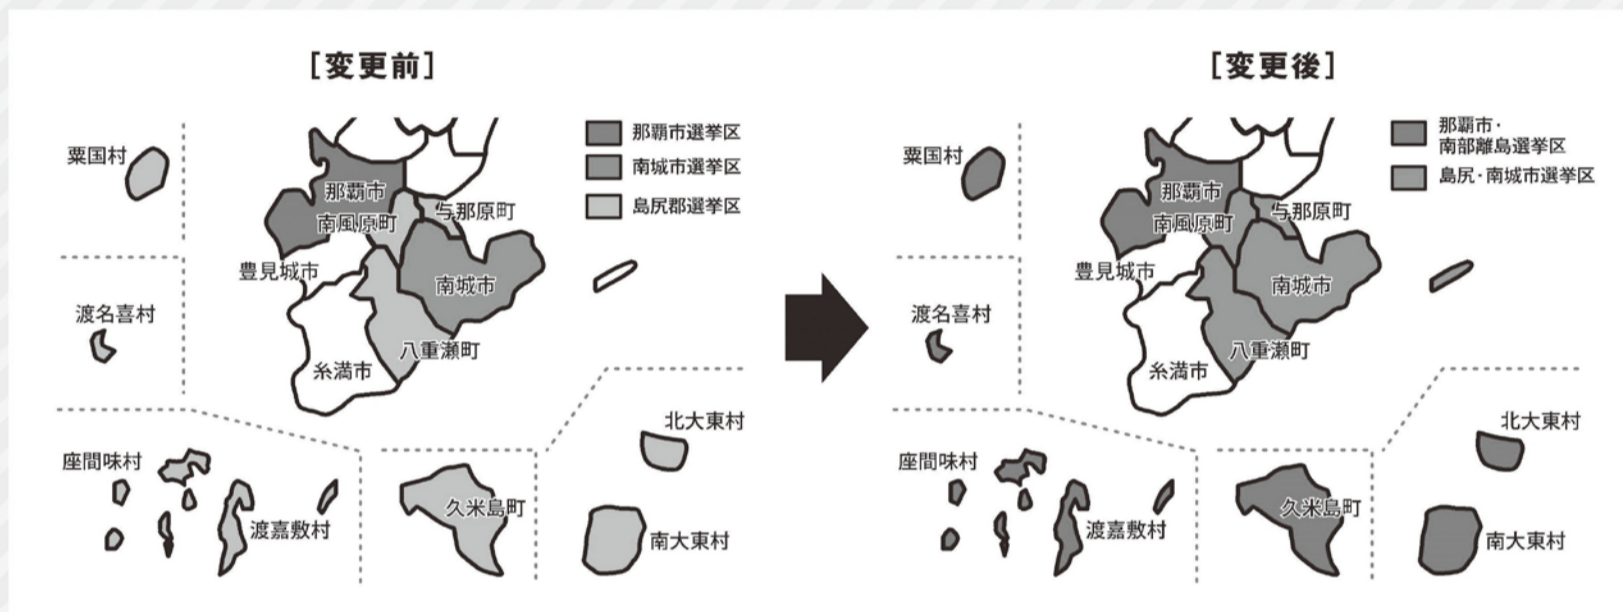 [変更前]
那覇市選挙区
南城市選挙区
島尻郡選挙区
粟国村
那覇市
南風原町
与那原町
豊見城市
南城市
渡名喜村
八重瀬町
糸満市
北大東村
座間味村
久米島町
渡嘉敷村
南大東村
[変更後]
那覇市・
南部離島選挙区
島尻・南城市選挙区
粟国村
那覇市
南風原町
与那原町
豊見城市
南城市
渡名喜村
八重瀬町
糸満市
北大東村
座間味村
久米島町
渡嘉敷村
南大東村